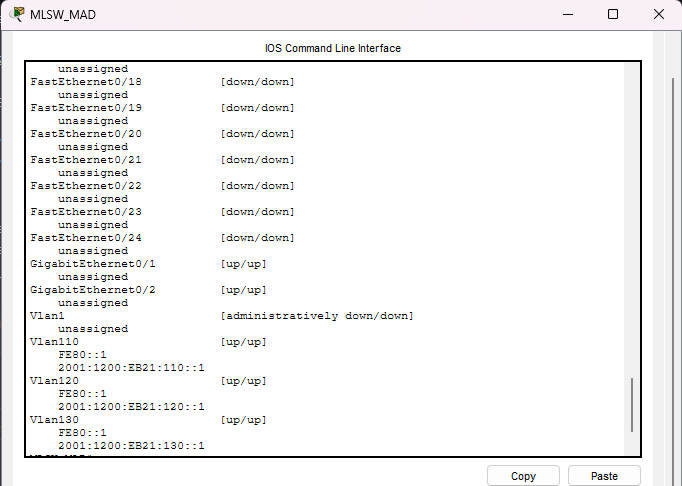 MLSW_MAD
IOS Command Line Interface
unassigned
FastEthernet0/18 [down/down]
unassigned
FastEthernet0/19 [down/down]
unassigned
FastEthernet0/20 [down/down]
unassigned
FastEthernet0/21 [down/down]
unassigned
FastEthernet0/22 [down/down]
unassigned
FastEthernet0/23 [down/down]
unassigned
FastEthernet0/24 [down/down]
unassigned
GigabitEthernet0/1 [up/up]
unassigned
GigabitEthernet0/2 [up/up]
unassigned
Vlan1 [administratively down/down]
unassigned
Vlan110 [up/up]
FE80::1
2001:1200:EB21:110::1
Vlan120 [up/up]
FE80::1
2001:1200:EB21:120::1
Vlan130 [up/up]
FE80::1
2001:1200:EB21:130::1
Copy Paste